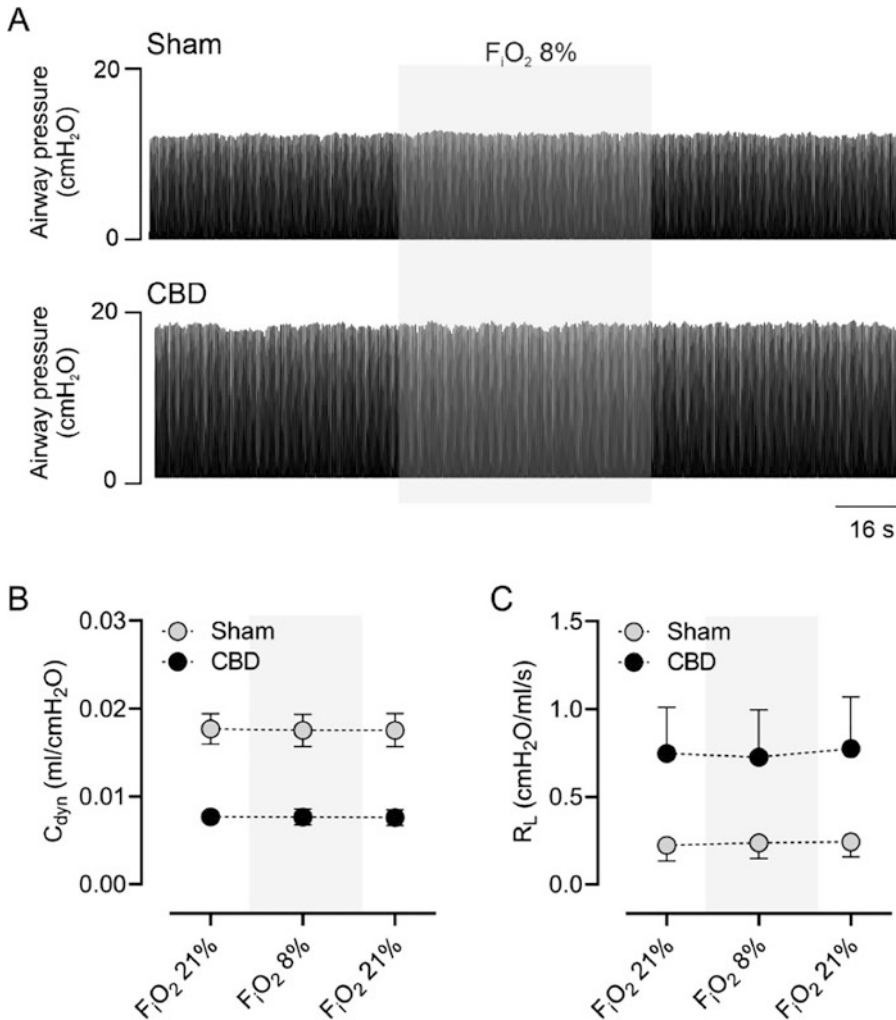 A
Sham
FᵢO₂ 8%
20
0
Airway pressure
(cmH₂O)
CBD
20
0
Airway pressure
(cmH₂O)
16 s
B
0.03
0.02
0.01
0.00
C_dyn (ml/cmH₂O)
Sham
CBD
FᵢO₂ 21%
FᵢO₂ 8%
FᵢO₂ 21%
C
1.5
1.0
0.5
0.0
R_L (cmH₂O/ml/s)
Sham
CBD
FᵢO₂ 21%
FᵢO₂ 8%
FᵢO₂ 21%